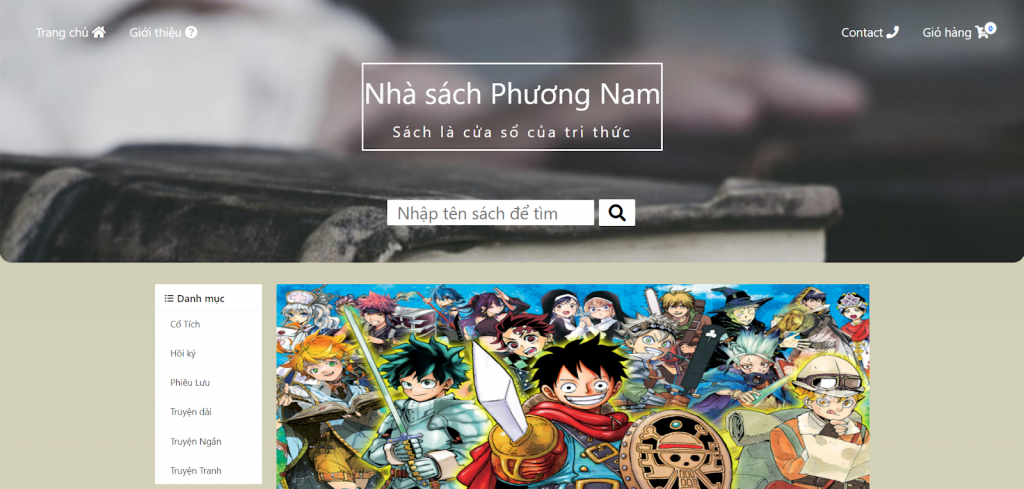 Trang chủ
Giới thiệu
Contact
Giỏ hàng 0
Nhà sách Phương Nam
Sách là cửa sổ của tri thức
Nhập tên sách để tìm
Danh mục
Cổ Tích
Hồi ký
Phiêu Lưu
Truyện dài
Truyện Ngắn
Truyện Tranh